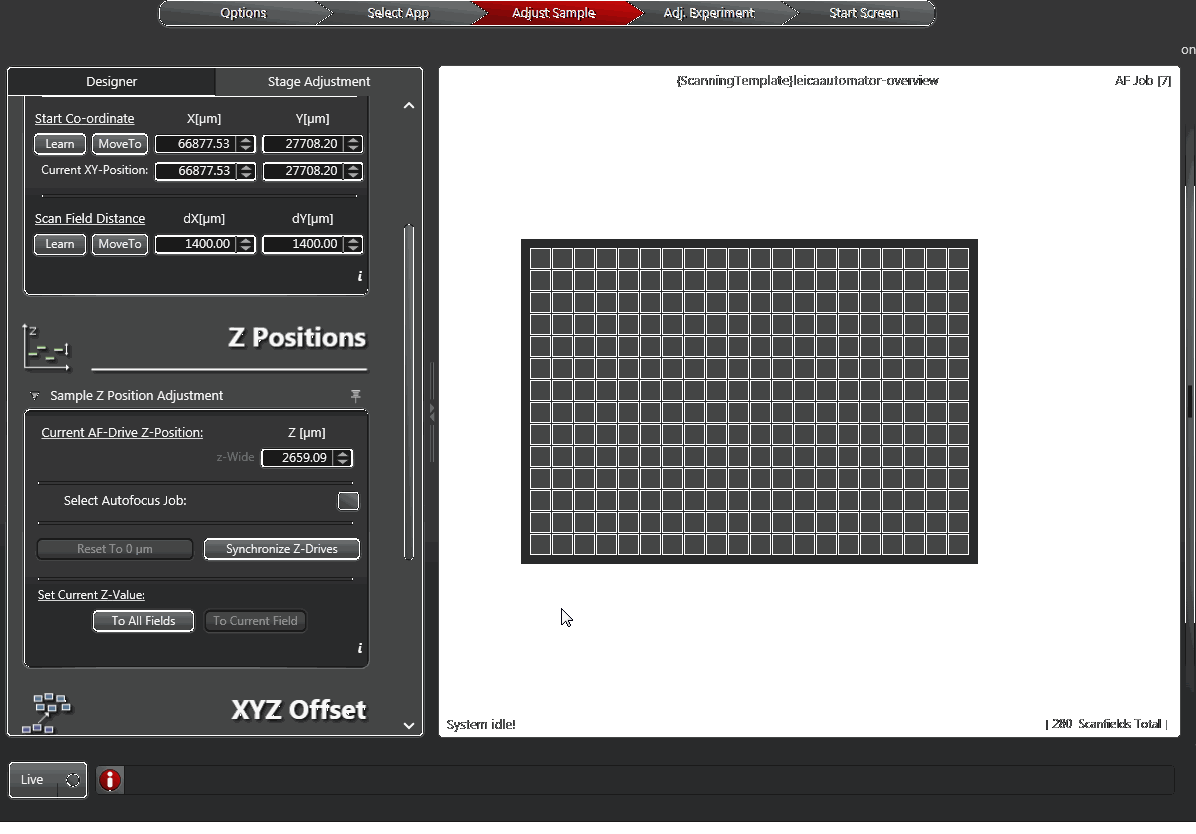 Options Select App Adjust Sample Adj. Experiment Start Screen
on
Designer Stage Adjustment
Start Co-ordinate X[µm] Y[µm]
Learn MoveTo 66877.53 27708.20
Current XY-Position: 66877.53 27708.20
Scan Field Distance dX[µm] dY[µm]
Learn MoveTo 1400.00 1400.00
i
Z
Z Positions
Sample Z Position Adjustment
Current AF-Drive Z-Position: Z [µm]
z-Wide 2659.09
Select Autofocus Job:
Reset To 0 µm Synchronize Z-Drives
Set Current Z-Value:
To All Fields To Current Field
i
XYZ Offset
{ScanningTemplate}leicaautomator-overview AF Job [7]
System idle! | 280 Scanfields Total |
Live